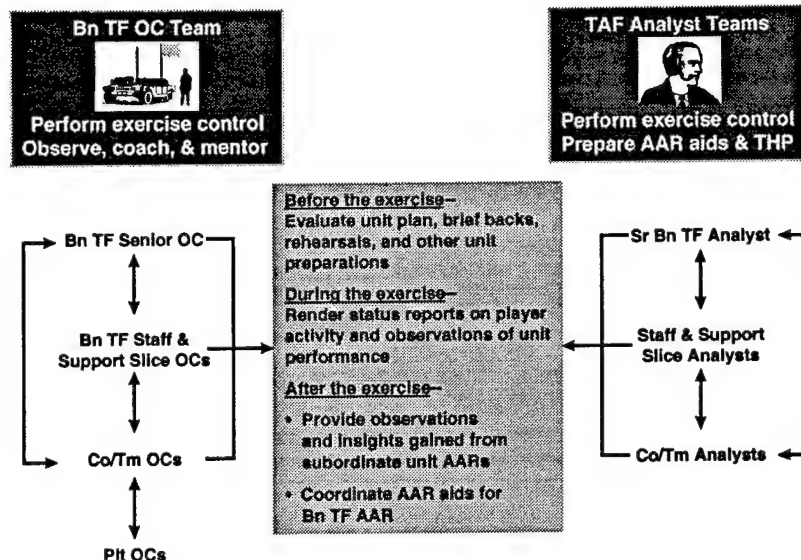 Bn TF OC Team
Perform exercise control
Observe, coach, & mentor
TAF Analyst Teams
Perform exercise control
Prepare AAR aids & THP
Bn TF Senior OC
Bn TF Staff &
Support Slice OCs
Co/Tm OCs
Plt OCs
Before the exercise–
Evaluate unit plan, brief backs,
rehearsals, and other unit
preparations
During the exercise–
Render status reports on player
activity and observations of unit
performance
After the exercise–
• Provide observations
and insights gained from
subordinate unit AARs
• Coordinate AAR aids for
Bn TF AAR
Sr Bn TF Analyst
Staff & Support
Slice Analysts
Co/Tm Analysts